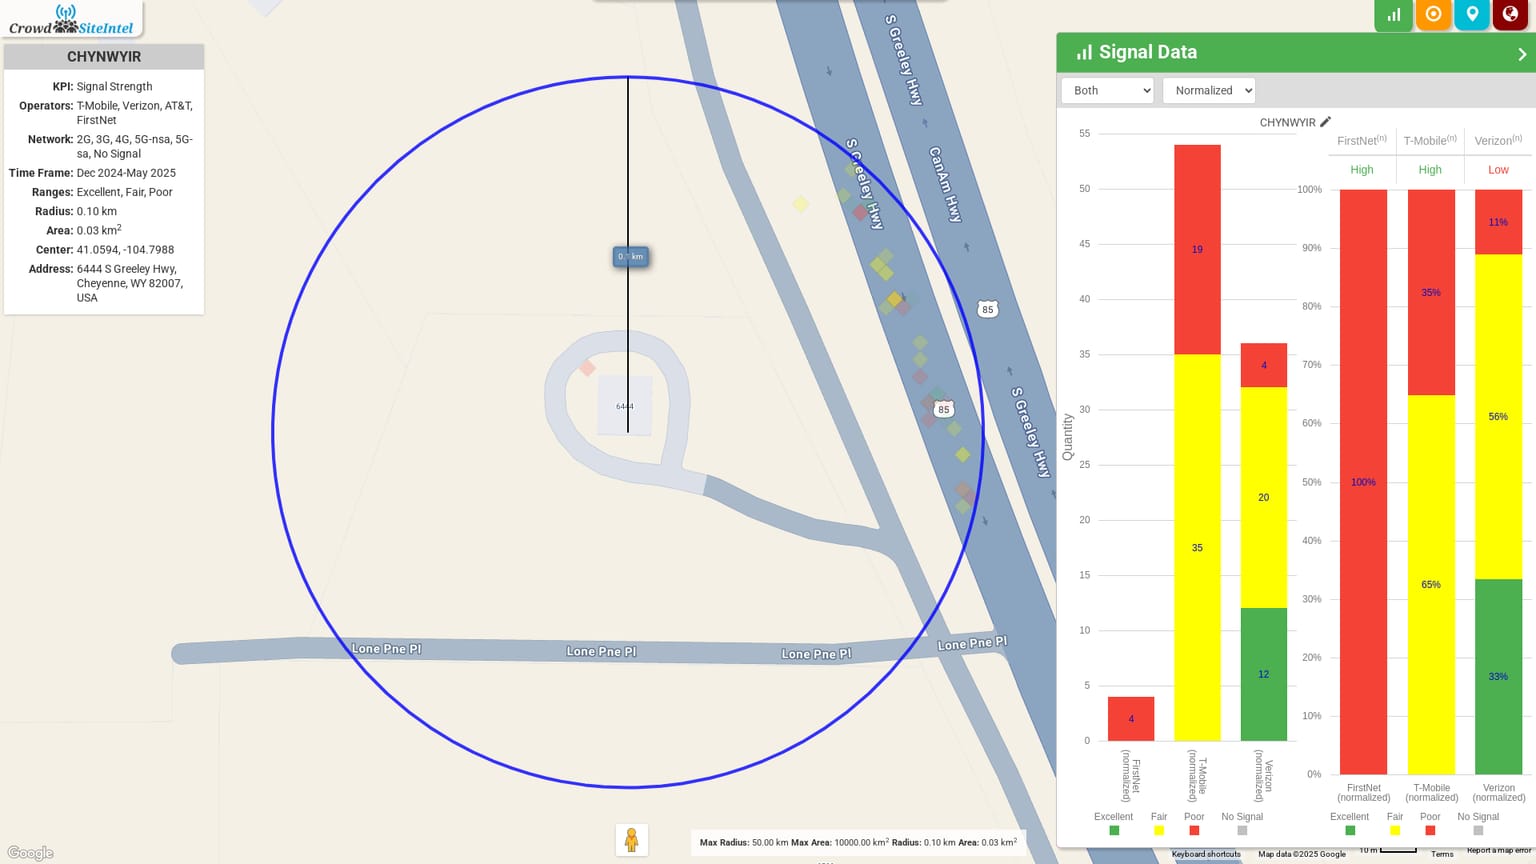 Crowd SiteIntel
CHYNWYIR
KPI: Signal Strength
Operators: T-Mobile, Verizon, AT&T,
FirstNet
Network: 2G, 3G, 4G, 5G-nsa, 5G-
sa, No Signal
Time Frame: Dec 2024-May 2025
Ranges: Excellent, Fair, Poor
Radius: 0.10 km
Area: 0.03 km²
Center: 41.0594, -104.7988
Address: 6444 S Greeley Hwy,
Cheyenne, WY 82007,
USA
S Greeley Hwy
CanAm Hwy
S Greeley Hwy
S Greeley Hwy
85
85
0.1 km
6444
Lone Pne Pl
Lone Pne Pl
Lone Pne Pl
Lone Pne Pl
Google
Max Radius: 50.00 km Max Area: 10000.00 km² Radius: 0.10 km Area: 0.03 km²
Signal Data
Both
Normalized
CHYNWYIR
Quantity
55
50
45
40
35
30
25
20
15
10
5
0
4
19
35
4
20
12
FirstNet
(normalized)
T-Mobile
(normalized)
Verizon
(normalized)
Excellent Fair Poor No Signal
FirstNet(n) T-Mobile(n) Verizon(n)
High High Low
100%
90%
80%
70%
60%
50%
40%
30%
20%
10%
0%
100%
35%
65%
11%
56%
33%
FirstNet
(normalized)
T-Mobile
(normalized)
Verizon
(normalized)
Excellent Fair Poor No Signal
Keyboard shortcuts Map data ©2025 Google 10 m Terms Report a map error